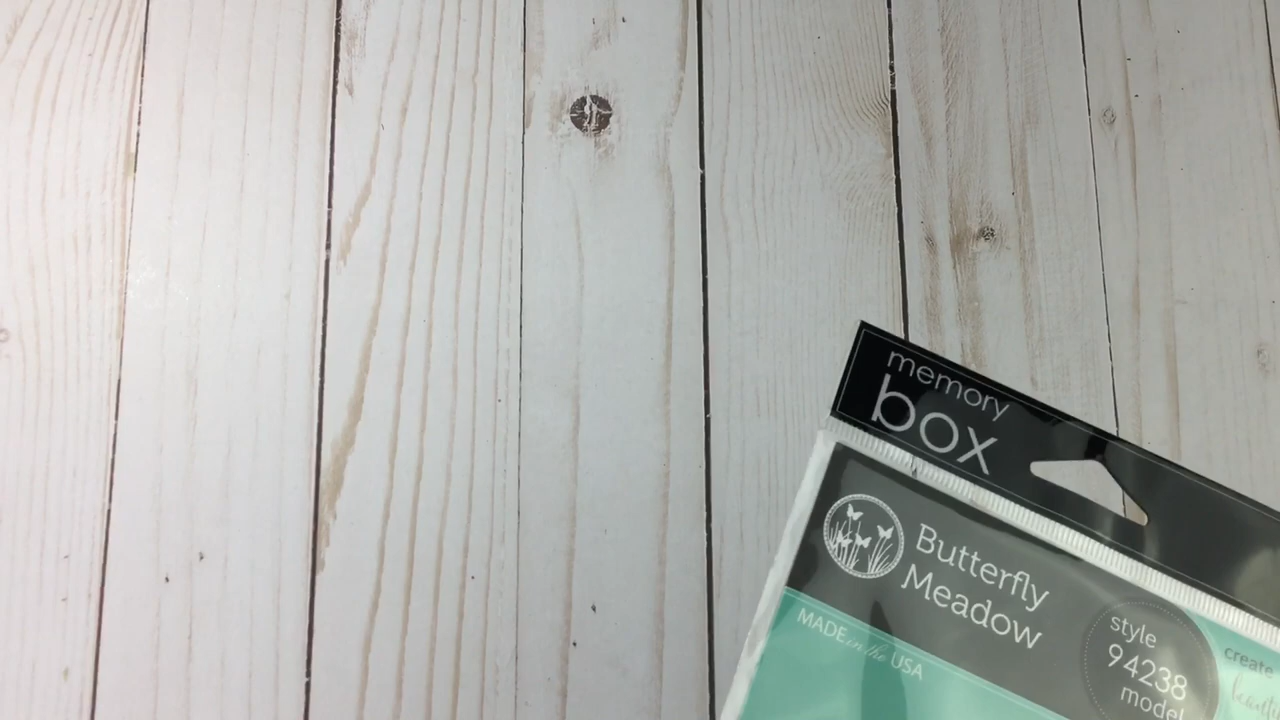 memory
box
Butterfly
Meadow
MADE in the USA
style
94238
model
create